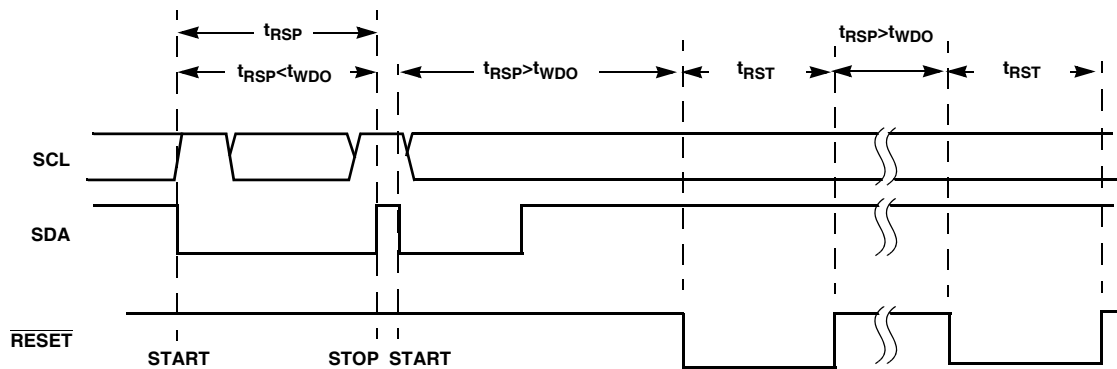 tRSP
tRSP<tWDO
tRSP>tWDO
tRST
tRSP>tWDO
tRST
SCL
SDA
RESET
START
STOP
START